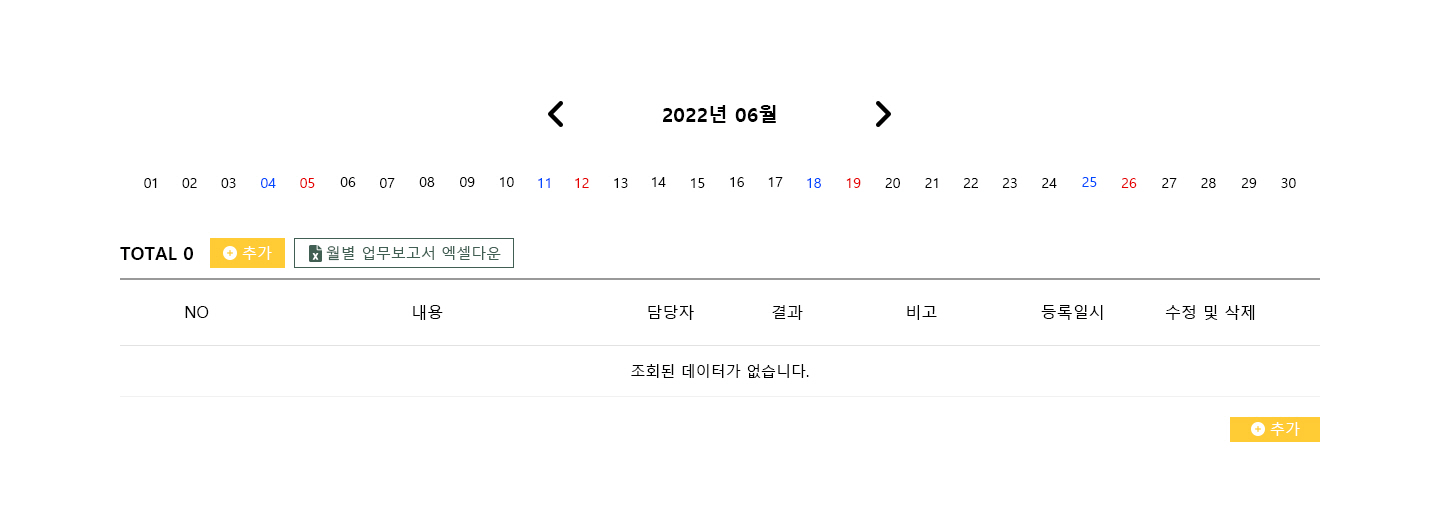 2022년 06월
01 02 03 04 05 06 07 08 09 10 11 12 13 14 15 16 17 18 19 20 21 22 23 24 25 26 27 28 29 30
TOTAL 0 추가 월별 업무보고서 엑셀다운
NO 내용 담당자 결과 비고 등록일시 수정 및 삭제
조회된 데이터가 없습니다.
추가